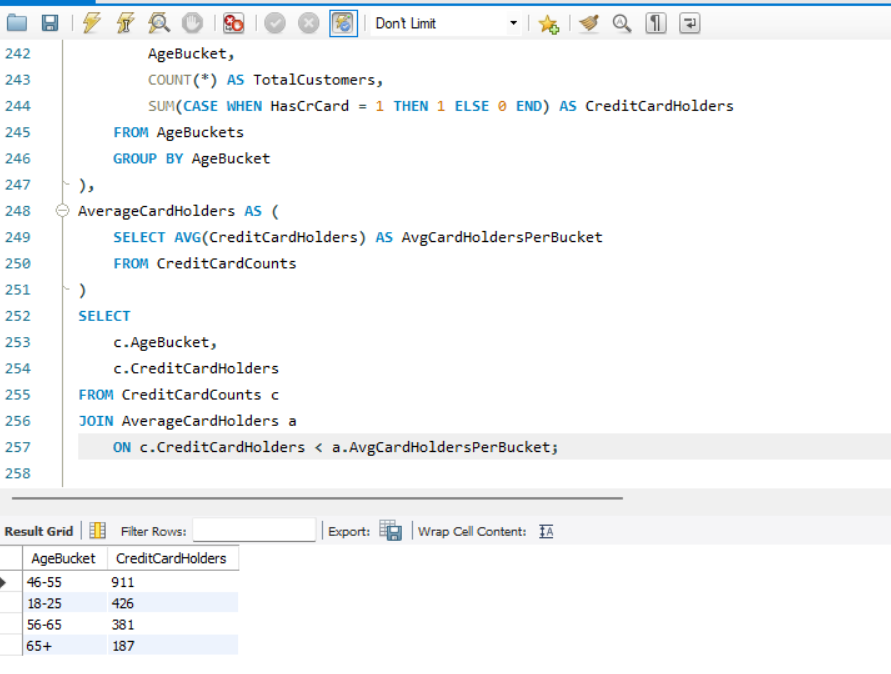 Don't Limit
242 AgeBucket,
243 COUNT(*) AS TotalCustomers,
244 SUM(CASE WHEN HasCrCard = 1 THEN 1 ELSE 0 END) AS CreditCardHolders
245 FROM AgeBuckets
246 GROUP BY AgeBucket
247 ),
248 AverageCardHolders AS (
249 SELECT AVG(CreditCardHolders) AS AvgCardHoldersPerBucket
250 FROM CreditCardCounts
251 )
252 SELECT
253 c.AgeBucket,
254 c.CreditCardHolders
255 FROM CreditCardCounts c
256 JOIN AverageCardHolders a
257 ON c.CreditCardHolders < a.AvgCardHoldersPerBucket;
258
Result Grid Filter Rows: Export: Wrap Cell Content: IA
AgeBucket CreditCardHolders
46-55 911
18-25 426
56-65 381
65+ 187